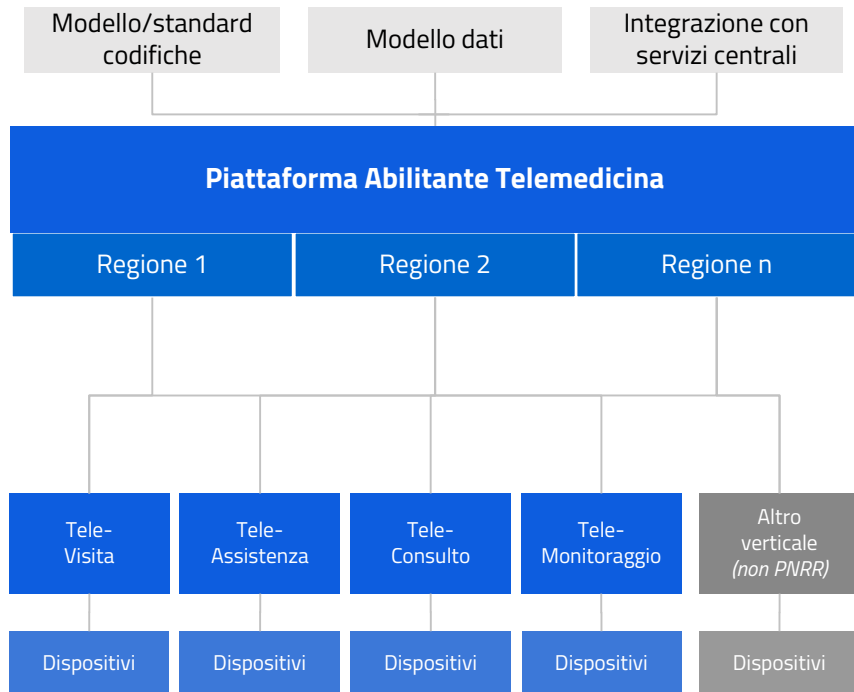 Modello/standard
codifiche
Modello dati
Integrazione con
servizi centrali
Piattaforma Abilitante Telemedicina
Regione 1
Regione 2
Regione n
Tele-
Visita
Tele-
Assistenza
Tele-
Consulto
Tele-
Monitoraggio
Altro
verticale
(non PNRR)
Dispositivi
Dispositivi
Dispositivi
Dispositivi
Dispositivi